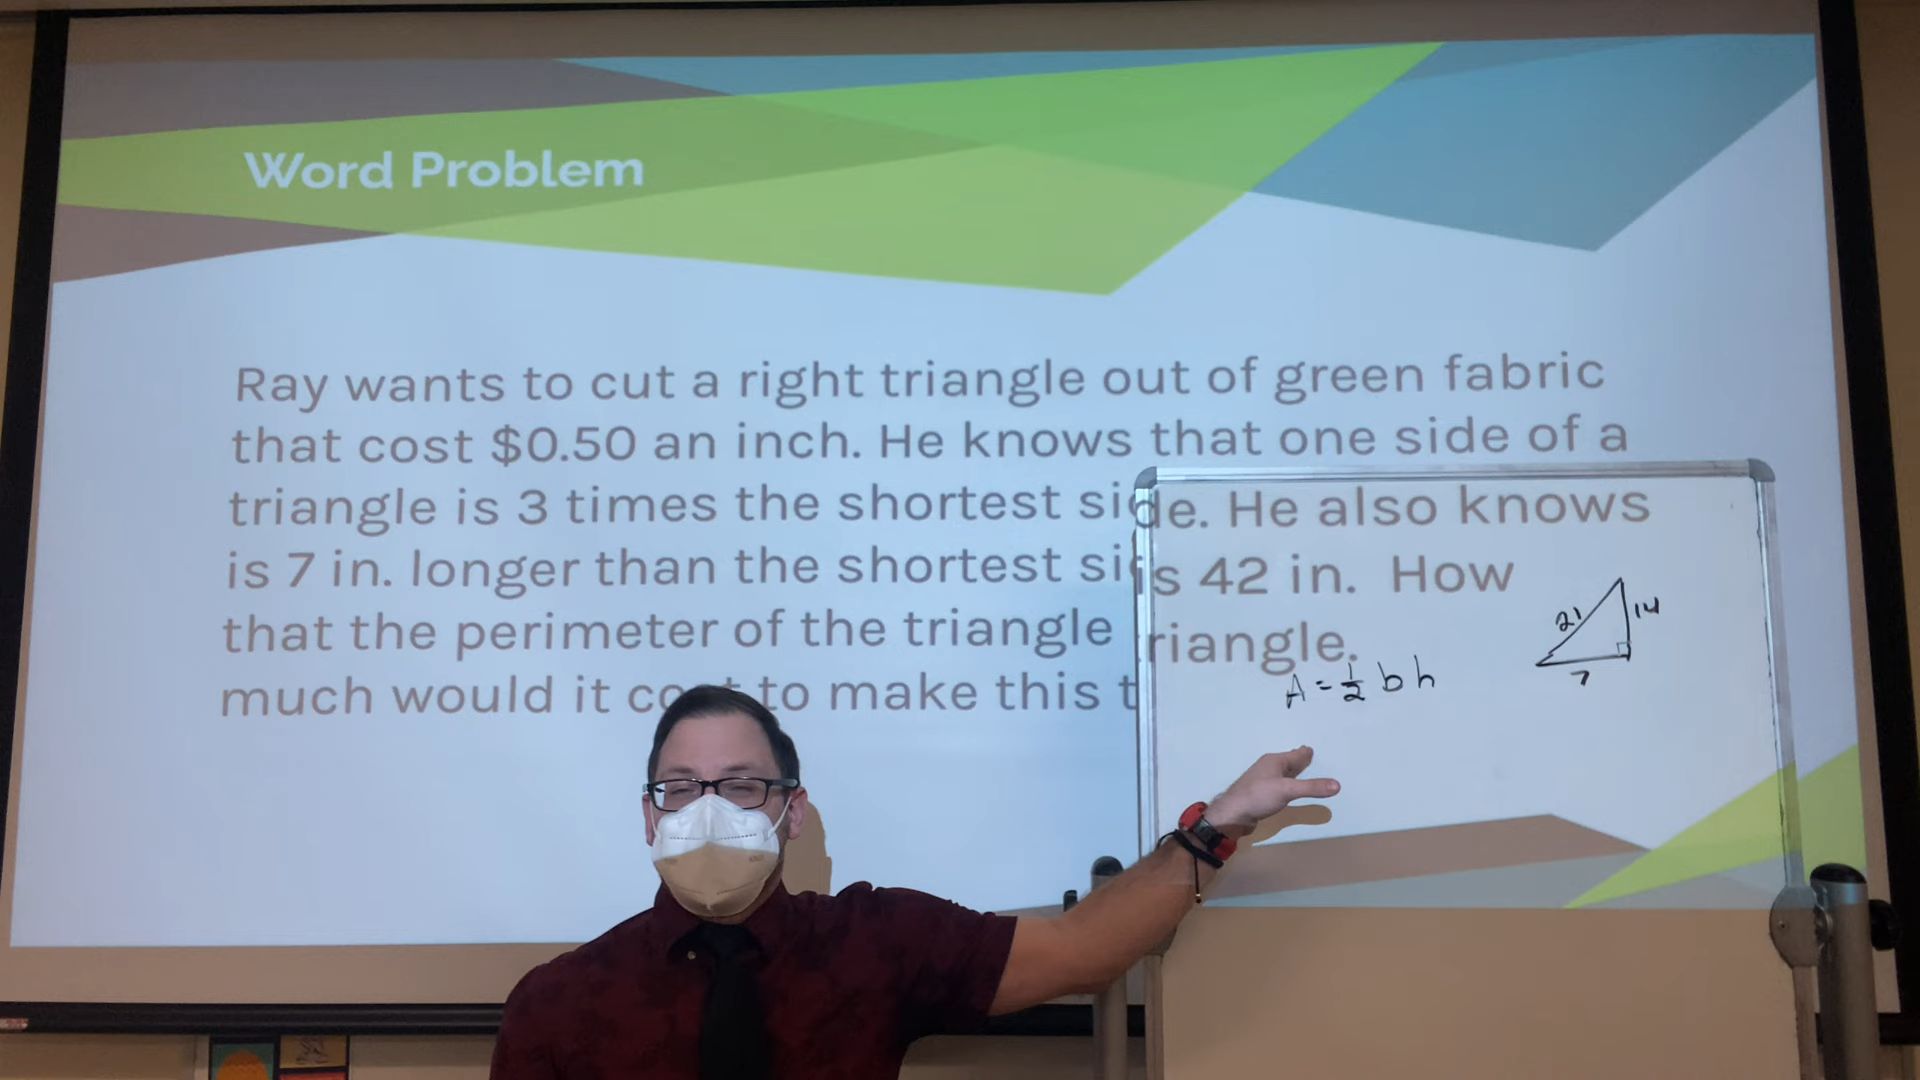 Word Problem
Ray wants to cut a right triangle out of green fabric
that cost $0.50 an inch. He knows that one side of a
triangle is 3 times the shortest side. He also knows
is 7 in. longer than the shortest si is 42 in. How
that the perimeter of the triangle riangle.
much would it co to make this t
A = 1/2 bh
21
14
7